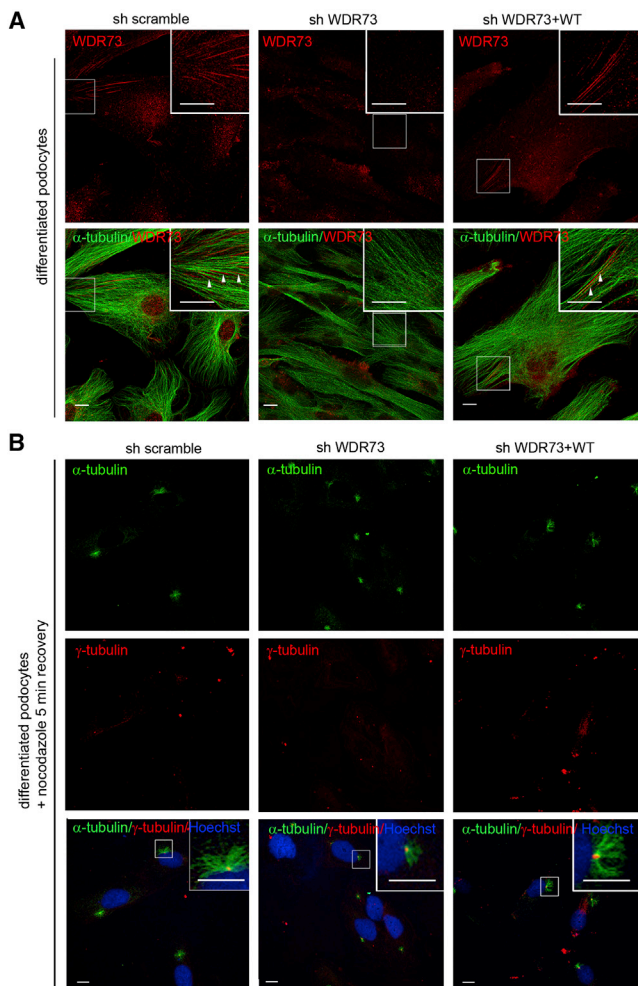 A
sh scramble
sh WDR73
sh WDR73+WT
WDR73
WDR73
WDR73
α-tubulin/WDR73
α-tubulin/WDR73
α-tubulin/WDR73
differentiated podocytes
B
sh scramble
sh WDR73
sh WDR73+WT
α-tubulin
α-tubulin
α-tubulin
γ-tubulin
γ-tubulin
γ-tubulin
α-tubulin/γ-tubulin/Hoechst
α-tubulin/γ-tubulin/Hoechst
α-tubulin/γ-tubulin/Hoechst
differentiated podocytes
+ nocodazole 5 min recovery